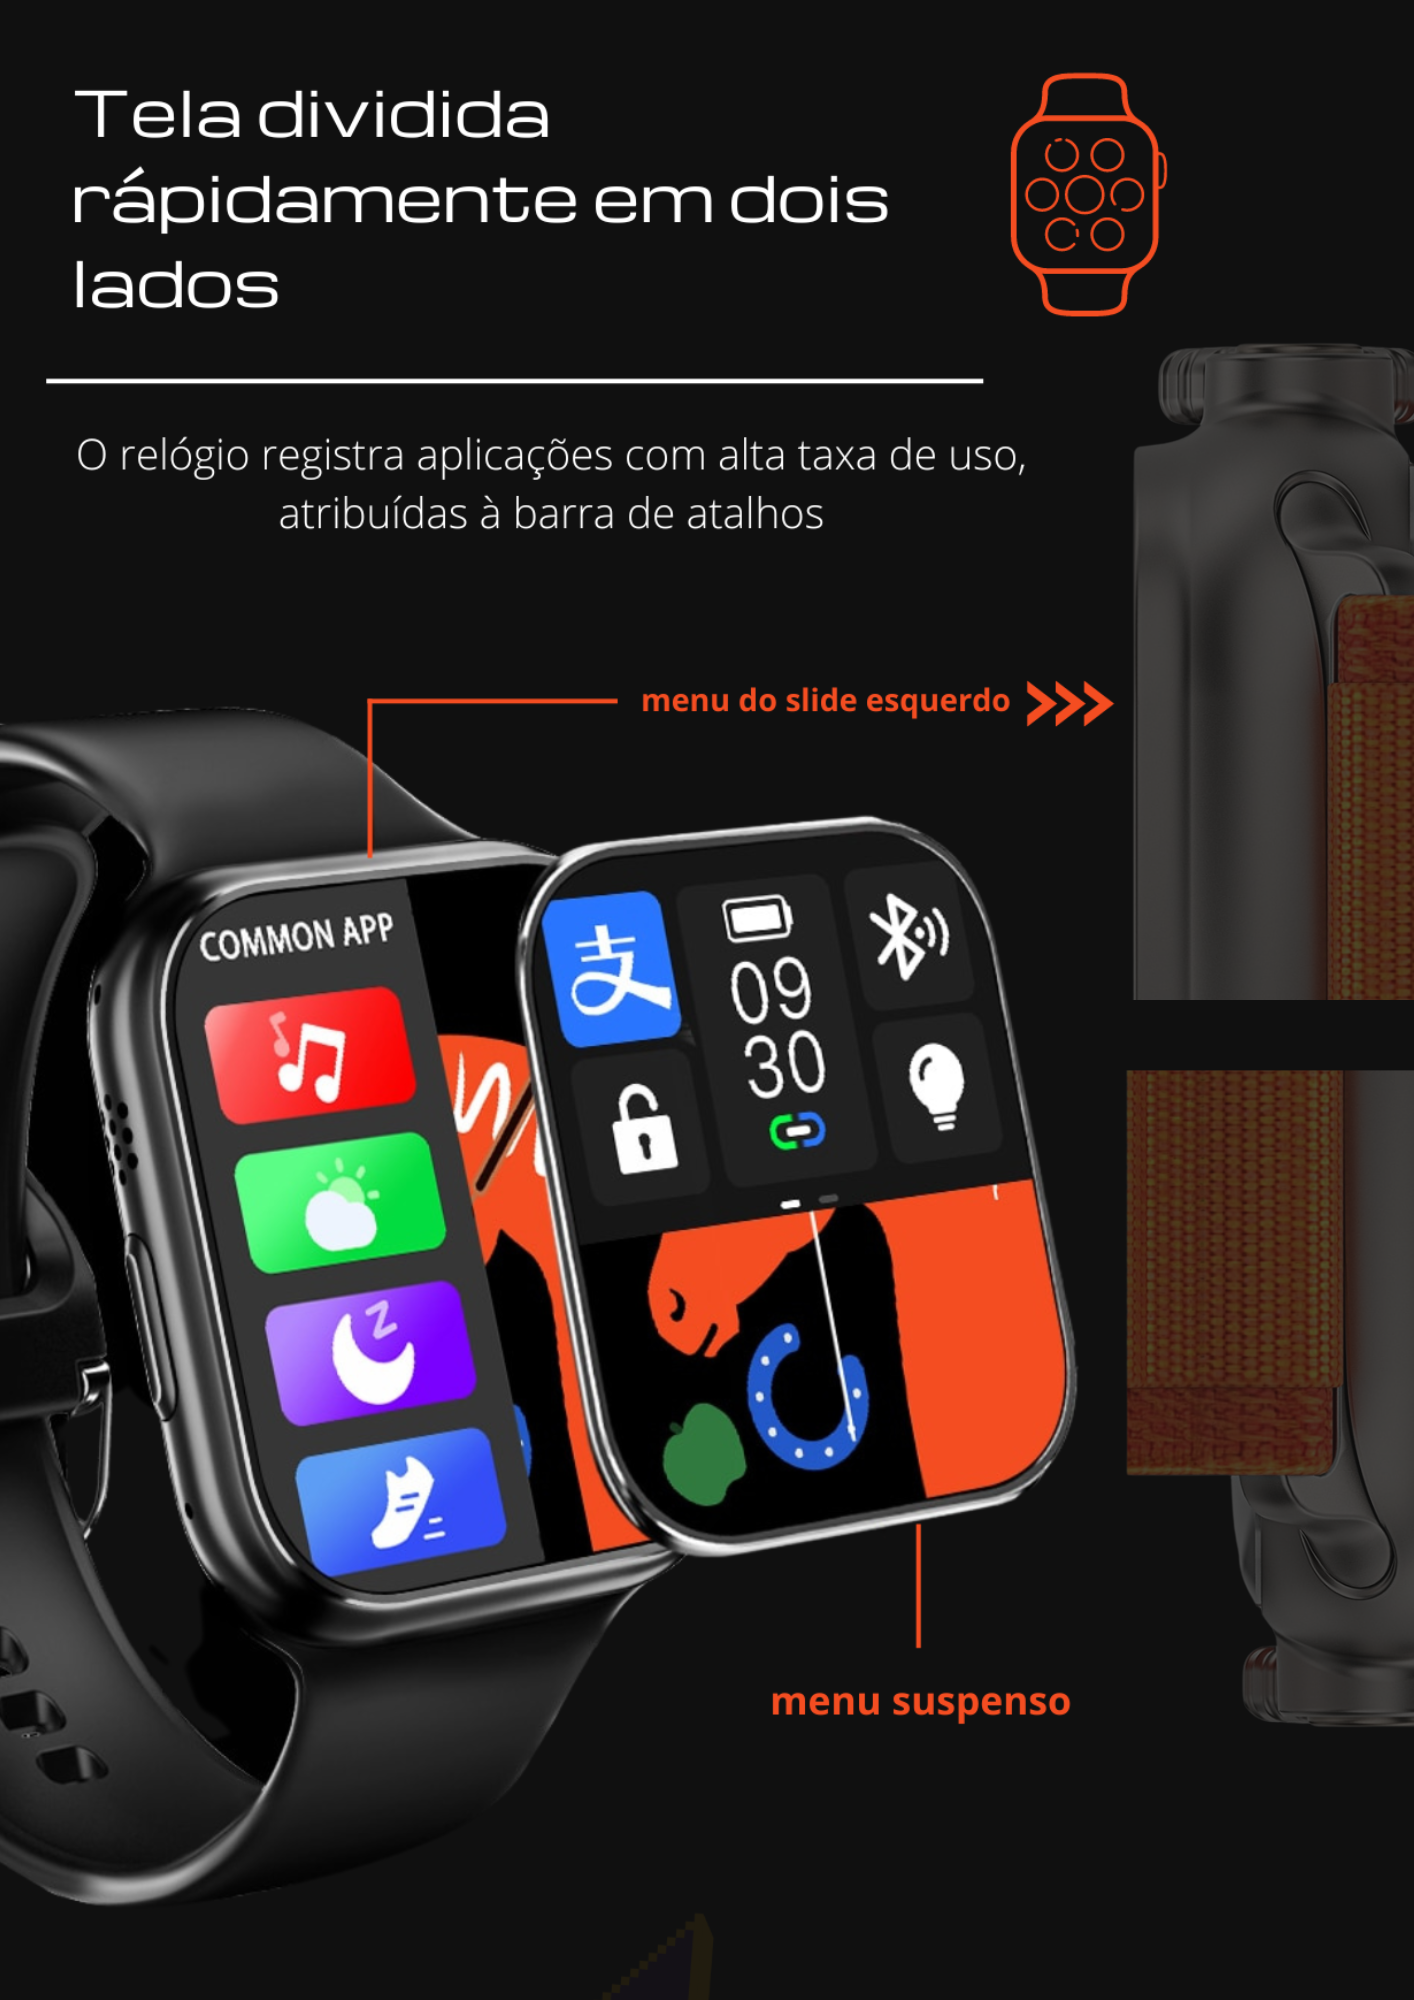 Tela dividida
rápidamente em dois
lados
O relógio registra aplicações com alta taxa de uso,
atribuídas à barra de atalhos
menu do slide esquerdo
COMMON APP
支
09
30
Z
menu suspenso